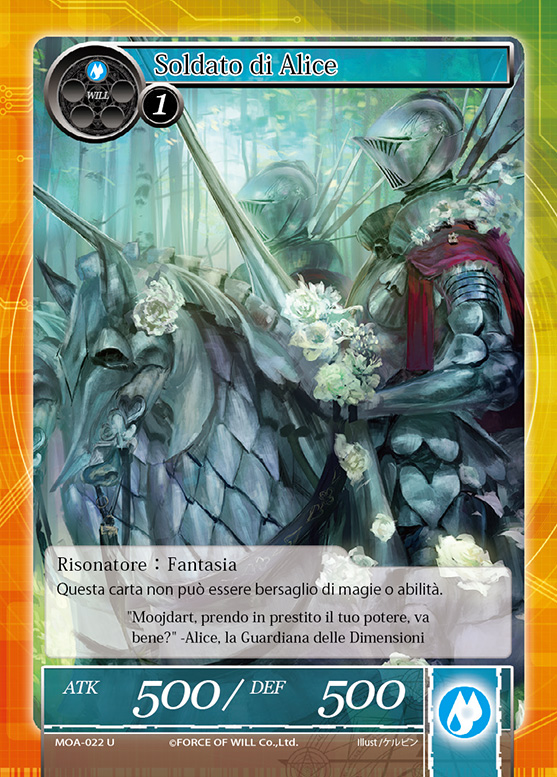 Soldato di Alice
WILL
1
Risonatore : Fantasia
Questa carta non può essere bersaglio di magie o abilità.
"Moojdart, prendo in prestito il tuo potere, va
bene?" -Alice, la Guardiana delle Dimensioni
ATK 500 / DEF 500
MOA-022 U ©FORCE OF WILL Co.,Ltd. Illust/ケルビン